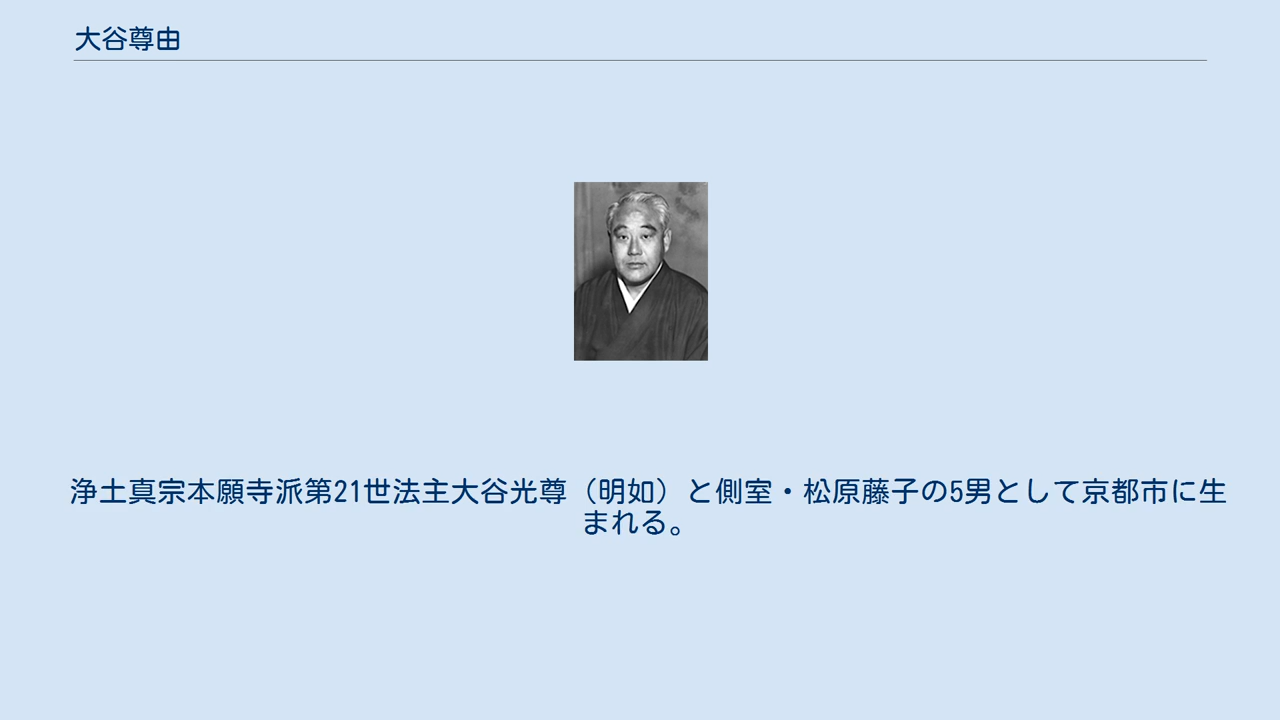 大谷尊由
浄土真宗本願寺派第21世法主大谷光尊（明如）と側室・松原藤子の5男として京都市に生
まれる。